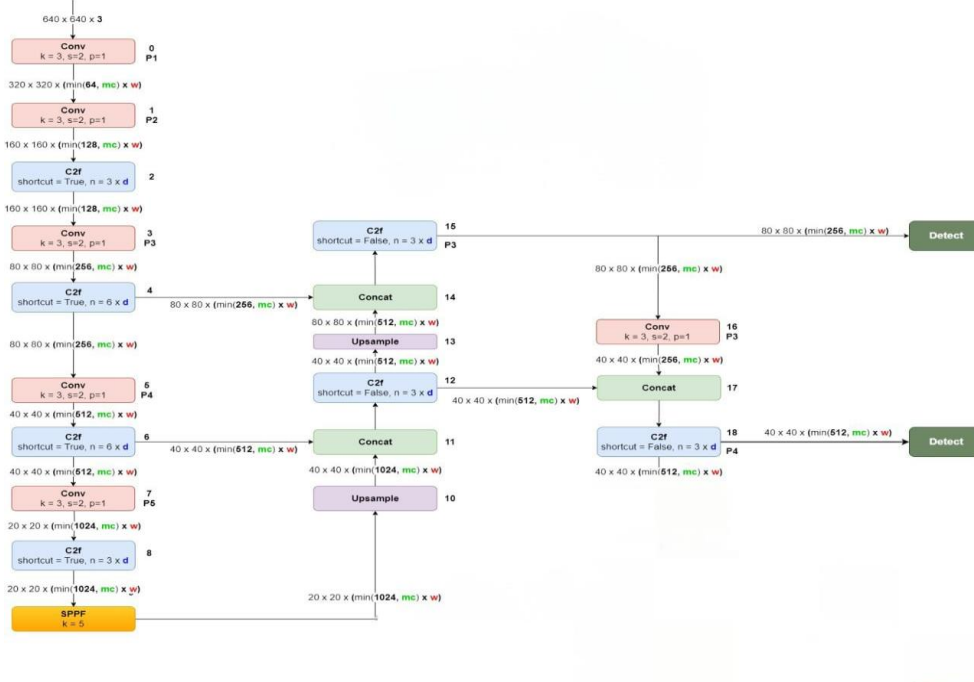 640 x 640 x 3
Conv
k = 3, s=2, p=1
0
P1
320 x 320 x (min(64, mc) x w)
Conv
k = 3, s=2, p=1
1
P2
160 x 160 x (min(128, mc) x w)
C2f
shortcut = True, n = 3 x d
2
160 x 160 x (min(128, mc) x w)
Conv
k = 3, s=2, p=1
3
P3
80 x 80 x (min(256, mc) x w)
C2f
shortcut = True, n = 6 x d
4
80 x 80 x (min(256, mc) x w)
80 x 80 x (min(256, mc) x w)
Conv
k = 3, s=2, p=1
5
P4
40 x 40 x (min(512, mc) x w)
C2f
shortcut = True, n = 6 x d
6
40 x 40 x (min(512, mc) x w)
40 x 40 x (min(512, mc) x w)
Conv
k = 3, s=2, p=1
7
P5
20 x 20 x (min(1024, mc) x w)
C2f
shortcut = True, n = 3 x d
8
20 x 20 x (min(1024, mc) x w)
SPPF
k = 5
C2f
shortcut = False, n = 3 x d
15
P3
Concat
14
80 x 80 x (min(512, mc) x w)
Upsample
13
40 x 40 x (min(512, mc) x w)
C2f
shortcut = False, n = 3 x d
12
40 x 40 x (min(512, mc) x w)
Concat
11
40 x 40 x (min(1024, mc) x w)
Upsample
10
20 x 20 x (min(1024, mc) x w)
80 x 80 x (min(256, mc) x w)
Detect
80 x 80 x (min(256, mc) x w)
Conv
k = 3, s=2, p=1
16
P3
40 x 40 x (min(256, mc) x w)
Concat
17
C2f
shortcut = False, n = 3 x d
18
P4
40 x 40 x (min(512, mc) x w)
Detect
40 x 40 x (min(512, mc) x w)